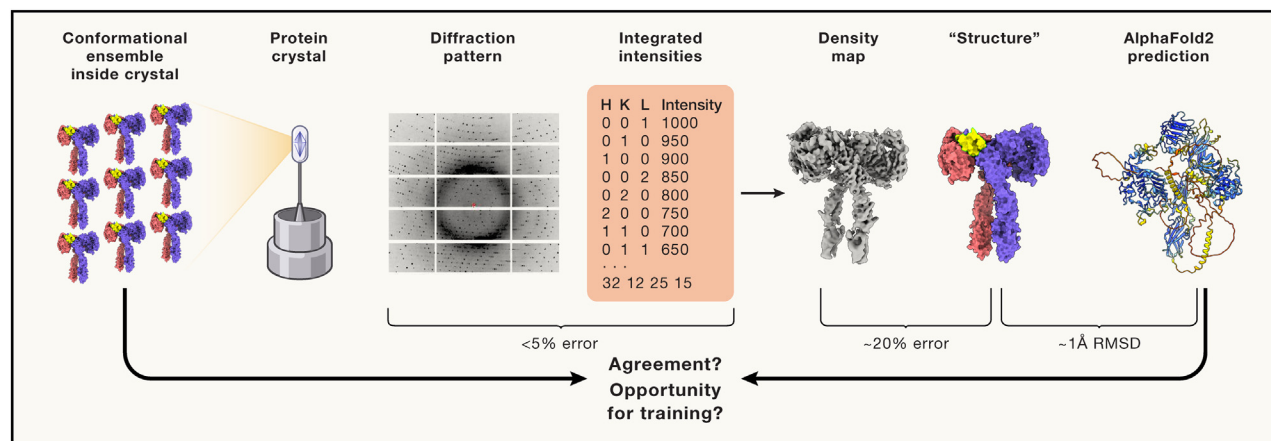 Conformational
ensemble
inside crystal
Protein
crystal
Diffraction
pattern
Integrated
intensities
Density
map
“Structure”
AlphaFold2
prediction
H K L Intensity
0 0 1 1000
0 1 0 950
1 0 0 900
0 0 2 850
0 2 0 800
2 0 0 750
1 1 0 700
0 1 1 650
. . .
32 12 25 15
<5% error
~20% error
~1Å RMSD
Agreement?
Opportunity
for training?